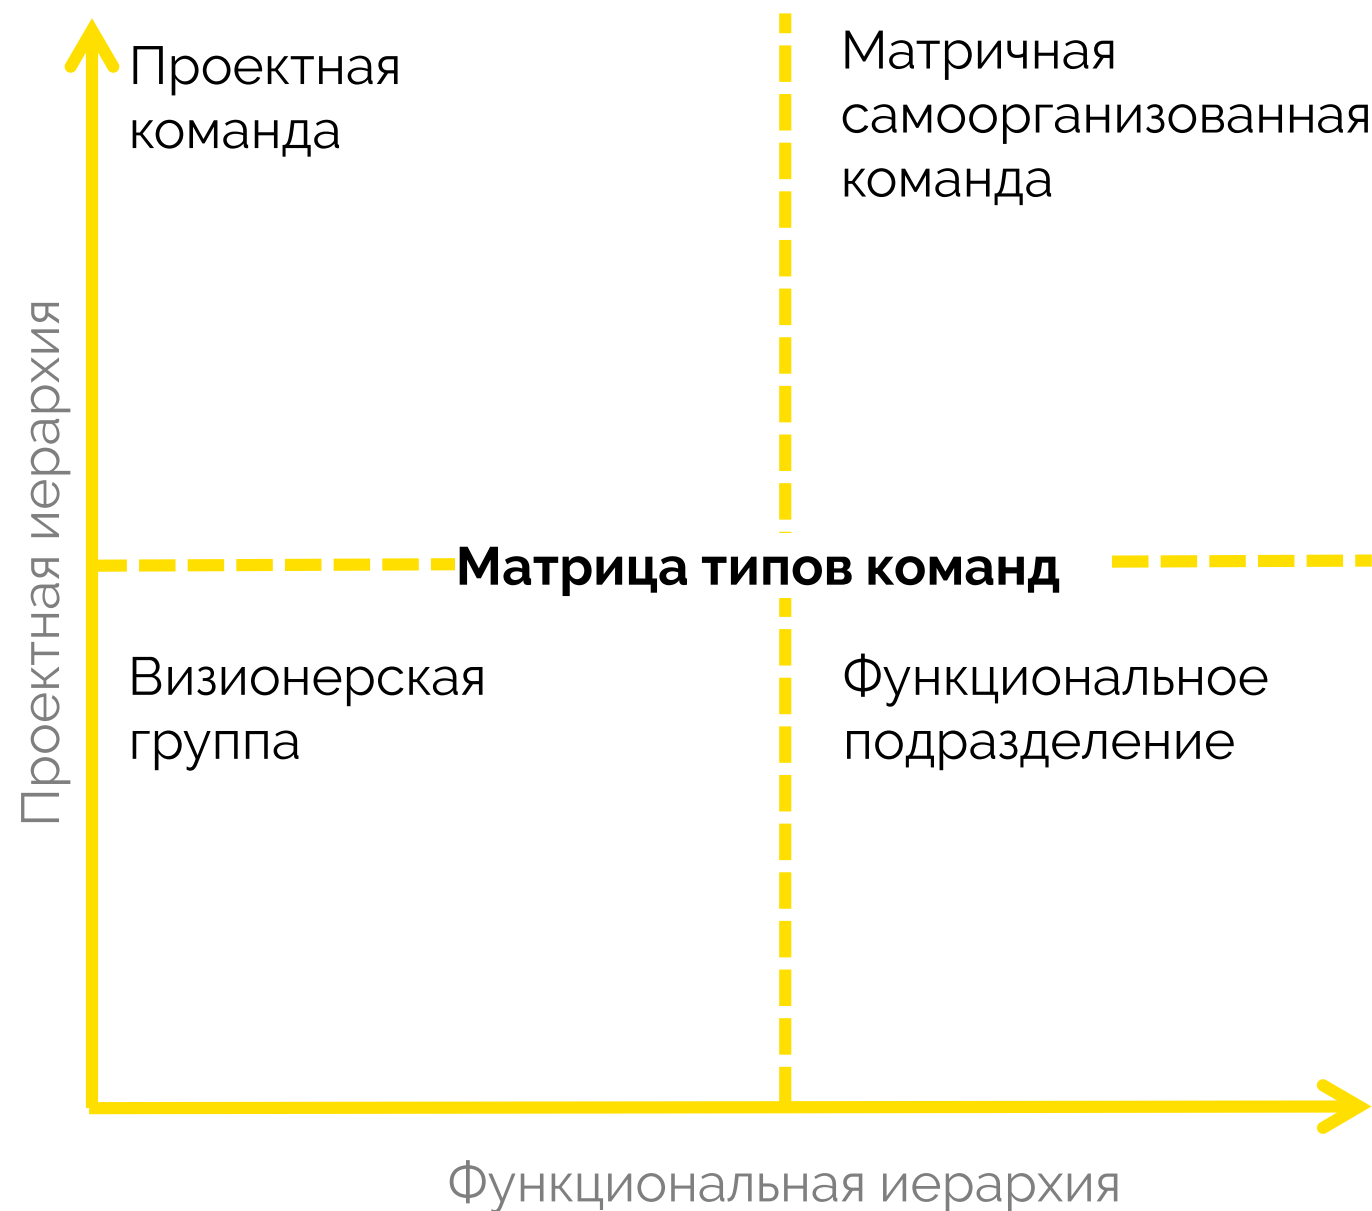 Проектная
команда
Матричная
самоорганизованная
команда
Проектная иерархия
Матрица типов команд
Визионерская
группа
Функциональное
подразделение
Функциональная иерархия